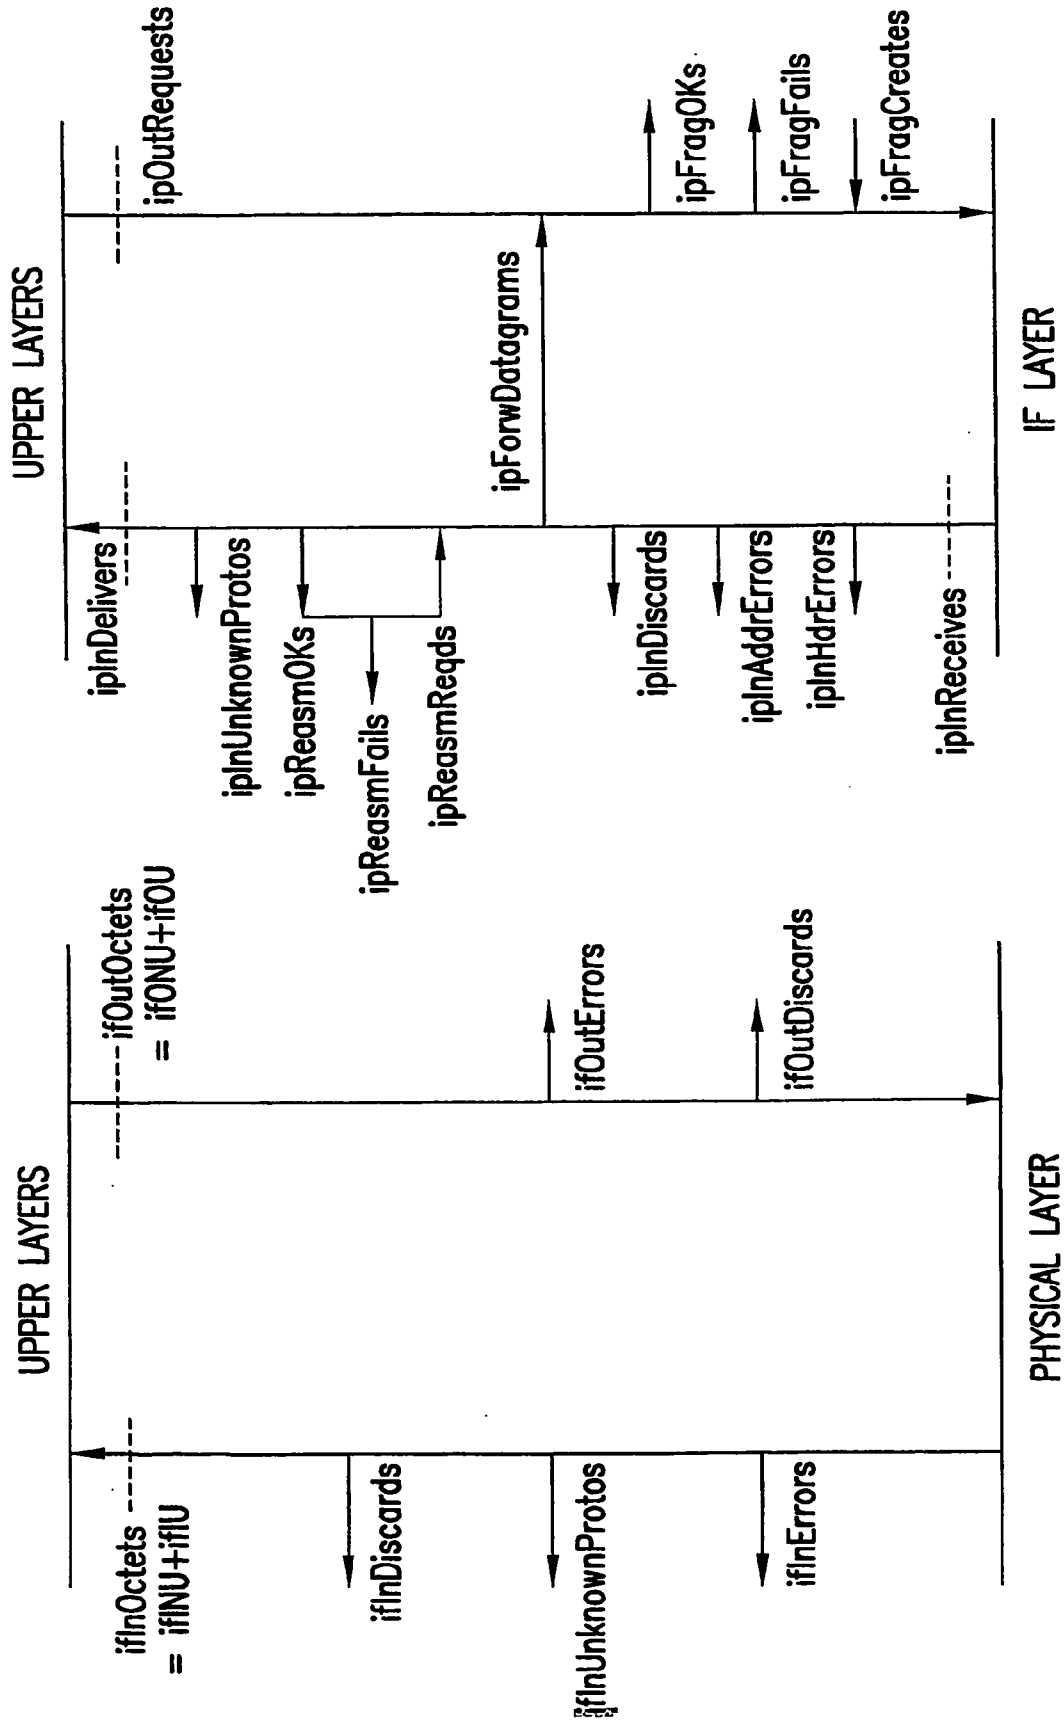 UPPER LAYERS
ifInOctets
= ifINU+ifIU
ifOutOctets
= ifONU+ifOU
ifInDiscards
ifInUnknownProtos
ifOutErrors
ifInErrors
ifOutDiscards
PHYSICAL LAYER
UPPER LAYERS
ipInDelivers
ipOutRequests
ipInUnknownProtos
ipReasmOKs
ipReasmFails
ipReasmReqds
ipForwDatagrams
ipInDiscards
ipFragOKs
ipInAddrErrors
ipFragFails
ipInHdrErrors
ipFragCreates
ipInReceives
IF LAYER